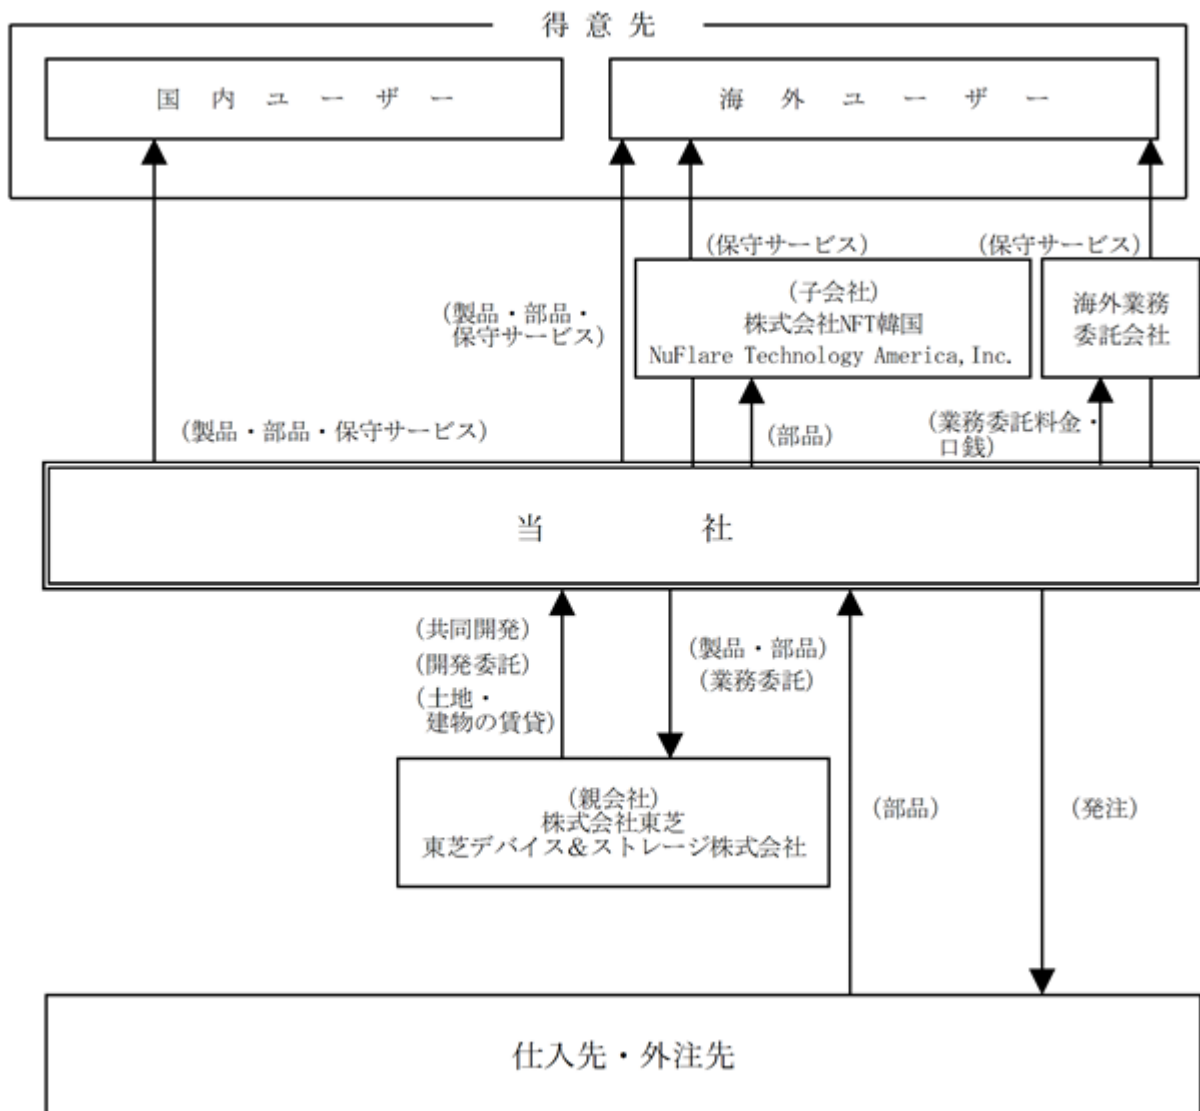 得意先
国内ユーザー
海外ユーザー
(保守サービス)
(保守サービス)
(子会社)
株式会社NFT韓国
NuFlare Technology America,Inc.
海外業務
委託会社
(製品・部品・
保守サービス)
(製品・部品・保守サービス)
(部品)
(業務委託料金・
口銭)
当社
(共同開発)
(開発委託)
(土地・
建物の賃貸)
(製品・部品)
(業務委託)
(親会社)
株式会社東芝
東芝デバイス&ストレージ株式会社
(部品)
(発注)
仕入先・外注先